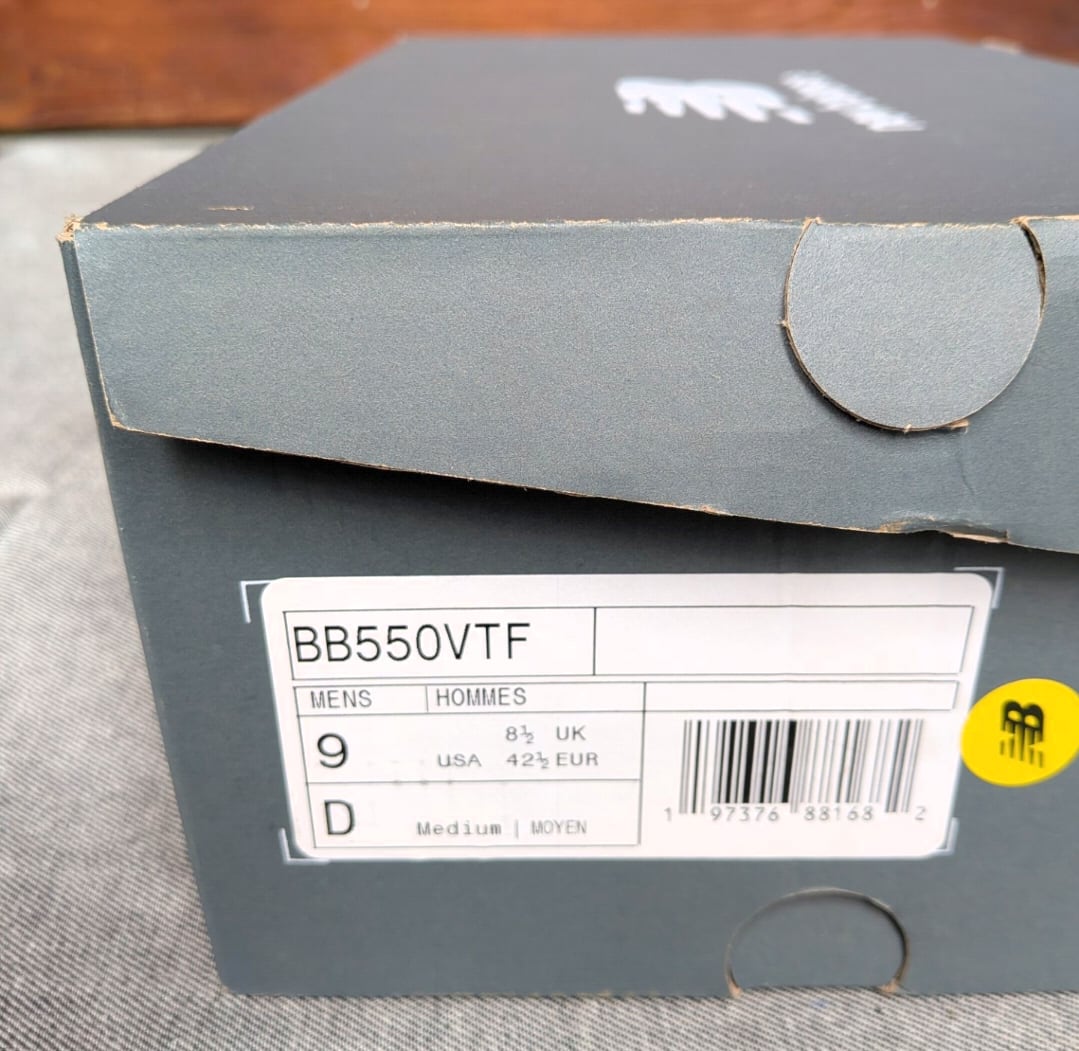 BB550VTF
MENS HOMMES
9 USA 8½ UK
42½ EUR
D Medium | MOYEN
1 97376 88168 2